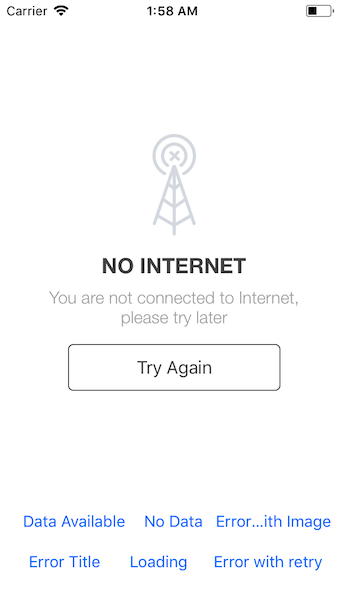 Carrier 1:58 AM
NO INTERNET
You are not connected to Internet,
please try later
Try Again
Data Available No Data Error...ith Image
Error Title Loading Error with retry